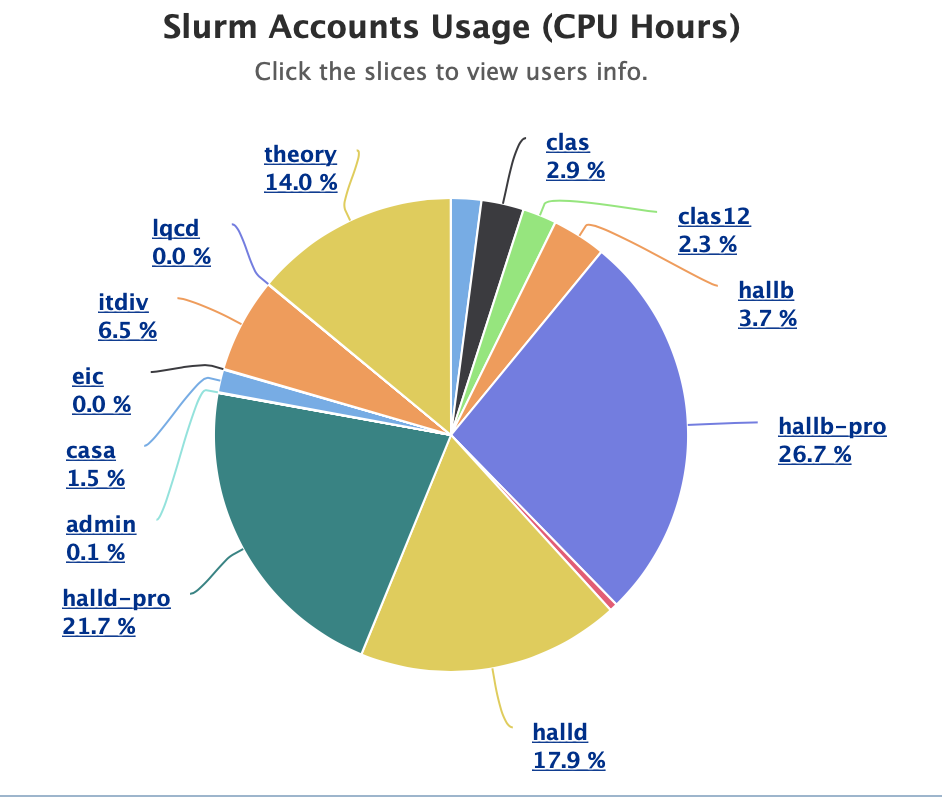 Slurm Accounts Usage (CPU Hours)
Click the slices to view users info.
clas
2.9 %
clas12
2.3 %
hallb
3.7 %
hallb-pro
26.7 %
halld
17.9 %
halld-pro
21.7 %
admin
0.1 %
casa
1.5 %
eic
0.0 %
itdiv
6.5 %
lqcd
0.0 %
theory
14.0 %